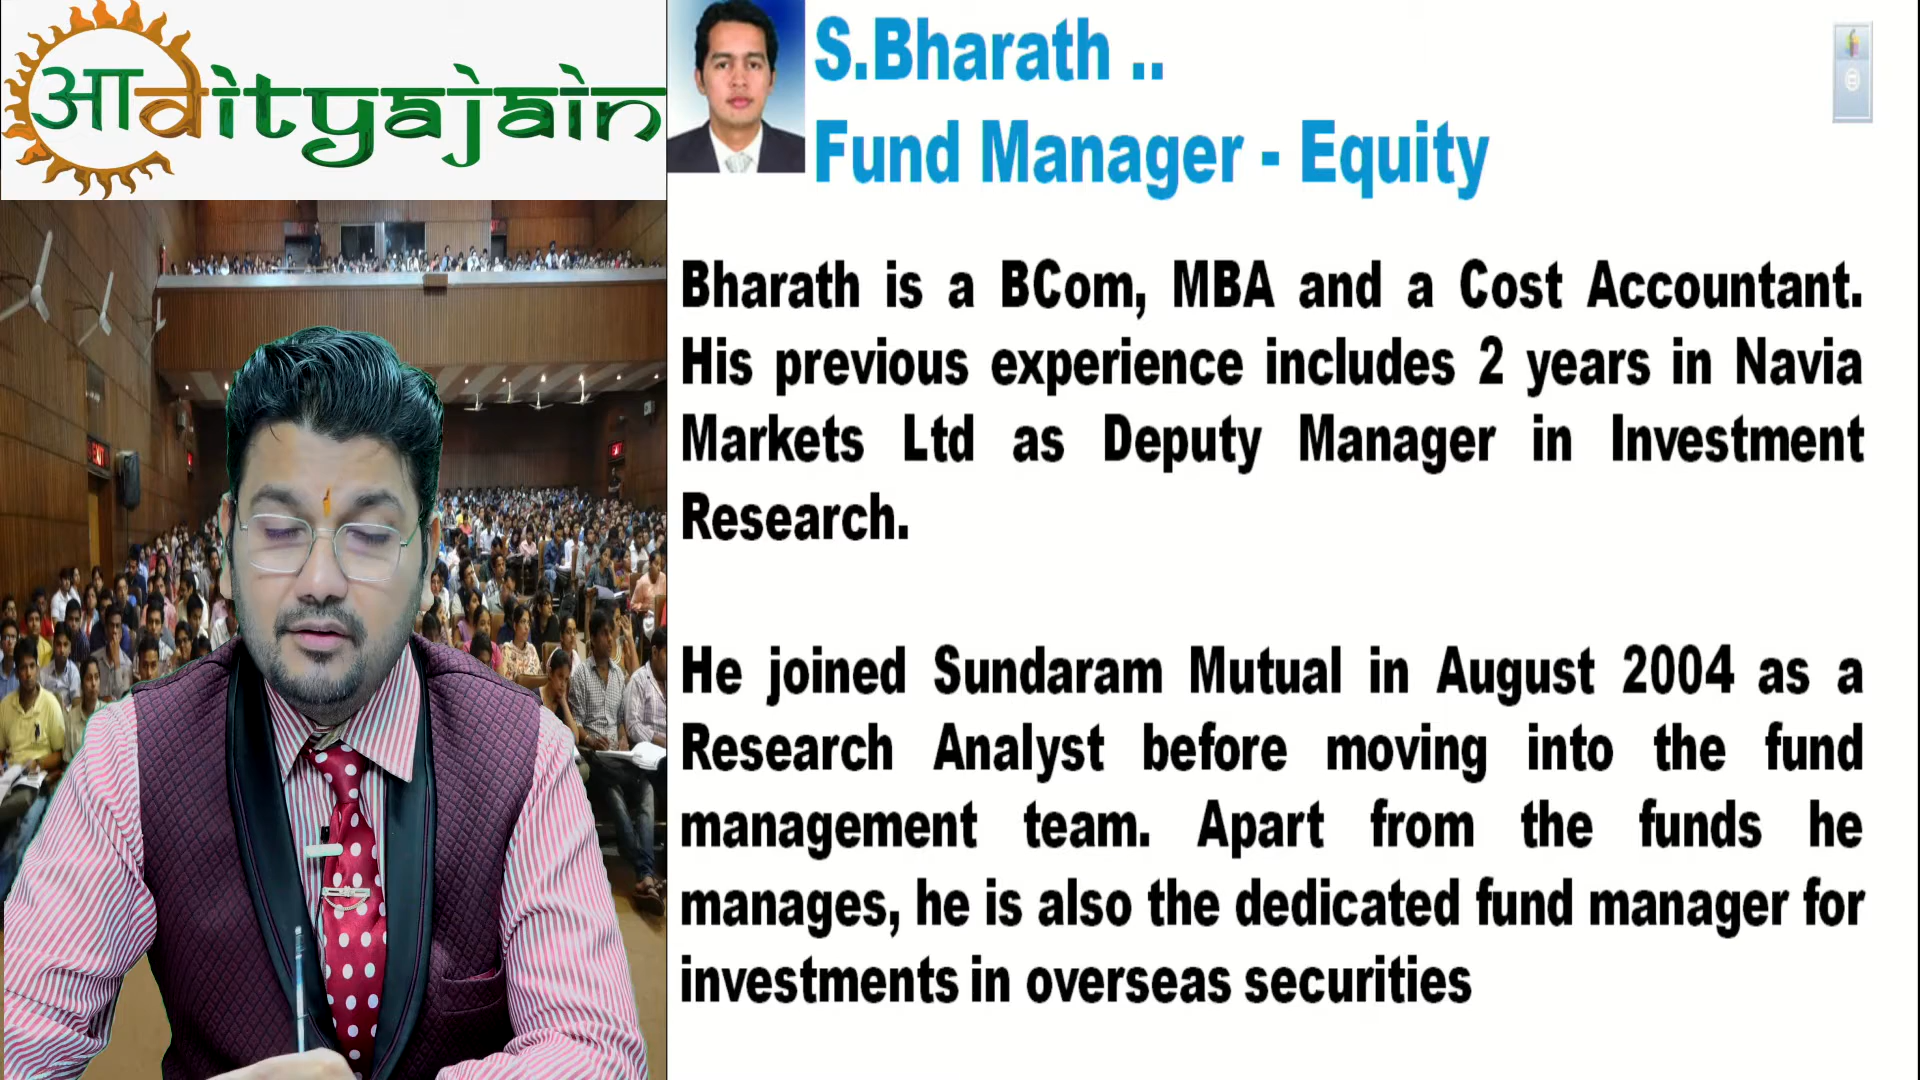 आdityajain
S.Bharath ..
Fund Manager - Equity
Bharath is a BCom, MBA and a Cost Accountant.
His previous experience includes 2 years in Navia
Markets Ltd as Deputy Manager in Investment
Research.
He joined Sundaram Mutual in August 2004 as a
Research Analyst before moving into the fund
management team. Apart from the funds he
manages, he is also the dedicated fund manager for
investments in overseas securities
EXIT